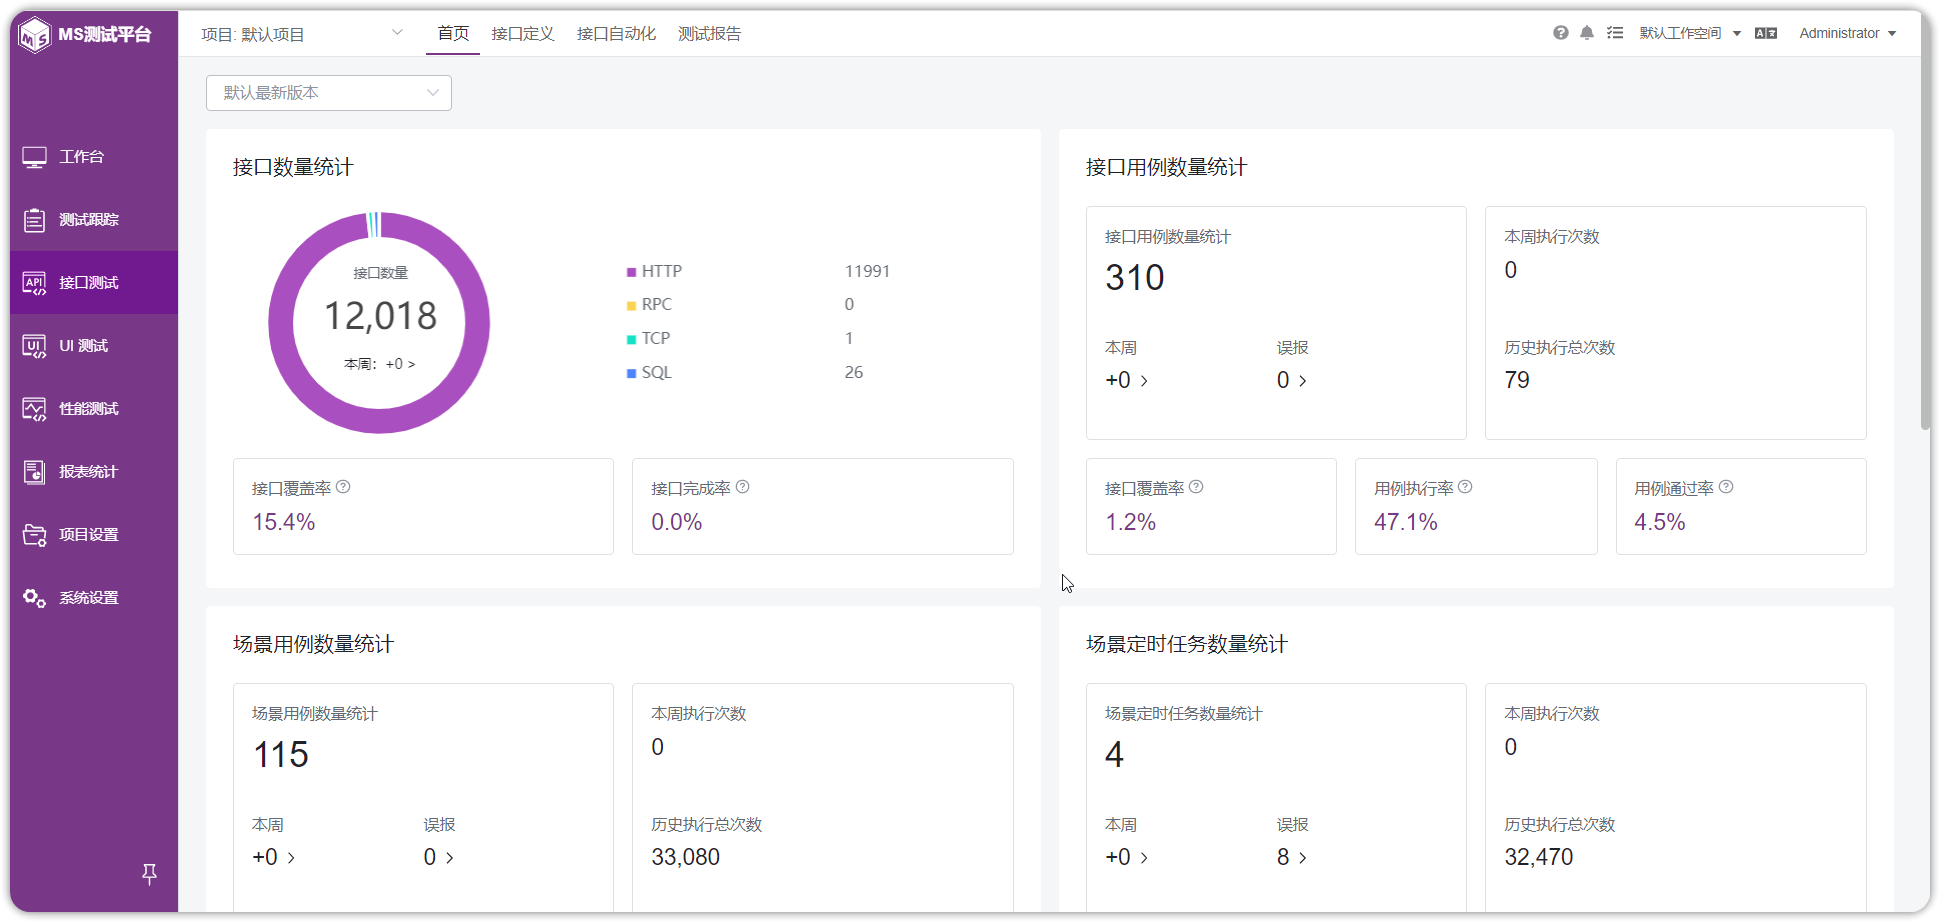 MS测试平台
项目: 默认项目
首页
接口定义
接口自动化
测试报告
默认工作空间
Administrator
工作台
测试跟踪
接口测试
UI 测试
性能测试
报表统计
项目设置
系统设置
默认最新版本
接口数量统计
接口数量
12,018
本周: +0 >
HTTP 11991
RPC 0
TCP 1
SQL 26
接口覆盖率
15.4%
接口完成率
0.0%
接口用例数量统计
接口用例数量统计
310
本周
+0 >
误报
0 >
本周执行次数
0
历史执行总次数
79
接口覆盖率
1.2%
用例执行率
47.1%
用例通过率
4.5%
场景用例数量统计
场景用例数量统计
115
本周
+0 >
误报
0 >
本周执行次数
0
历史执行总次数
33,080
场景定时任务数量统计
场景定时任务数量统计
4
本周
+0 >
误报
8 >
本周执行次数
0
历史执行总次数
32,470